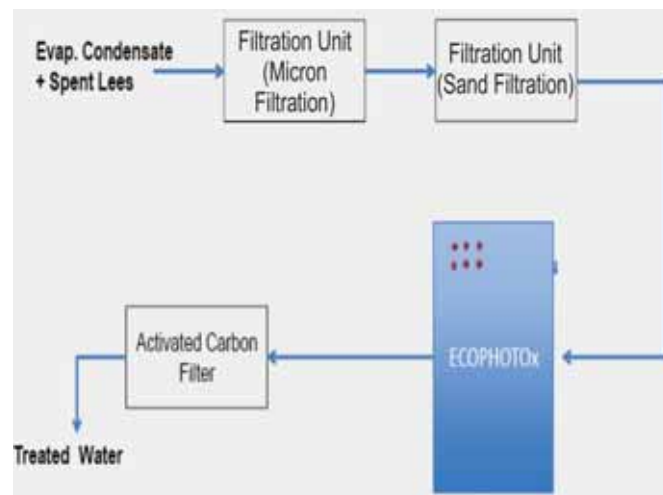 Evap. Condensate
+ Spent Lees
Filtration Unit
(Micron
Filtration)
Filtration Unit
(Sand Filtration)
ECOPHOTOx
Activated Carbon
Filter
Treated Water